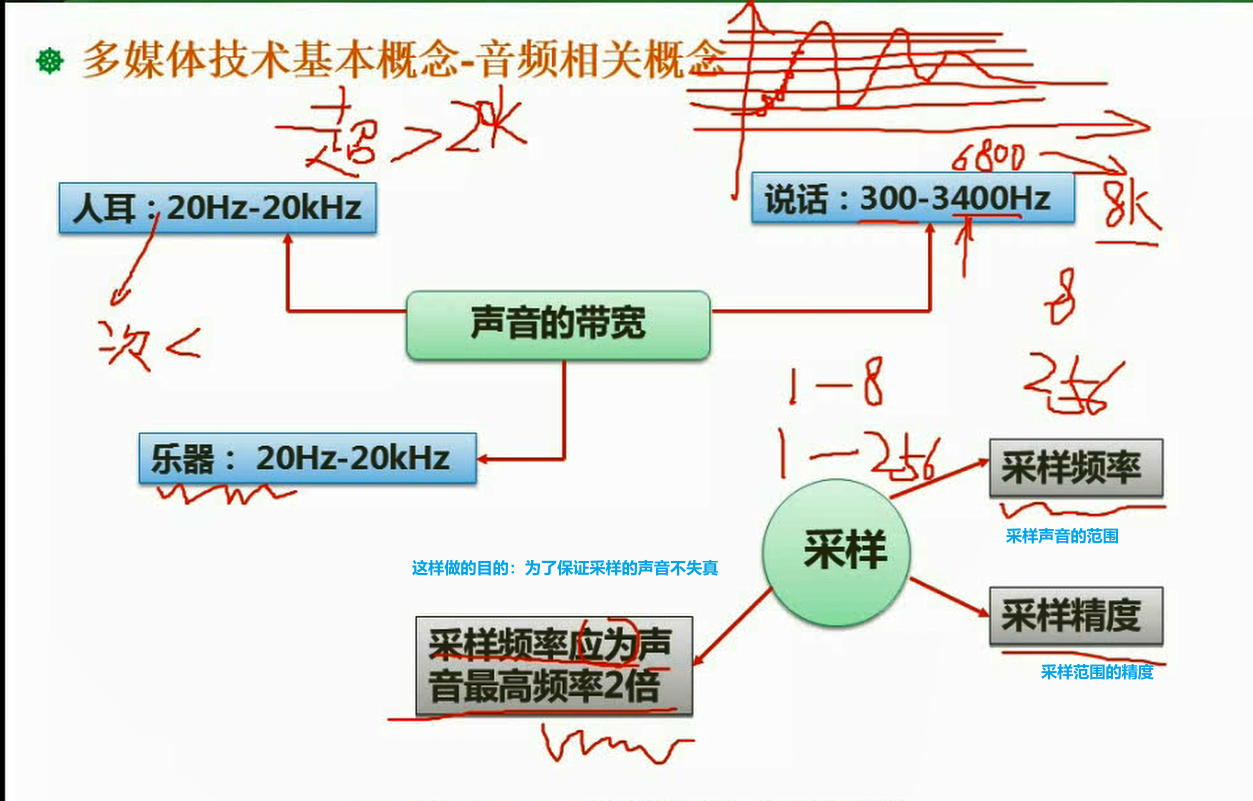 多媒体技术基本概念-音频相关概念
超 > 20k
6800
人耳：20Hz-20kHz
说话：300-3400Hz
8k
次 <
声音的带宽
8
1 — 8
256
1 — 256
乐器： 20Hz-20kHz
采样频率
采样声音的范围
采样
这样做的目的：为了保证采样的声音不失真
采样精度
采样范围的精度
采样频率应为声
音最高频率2倍